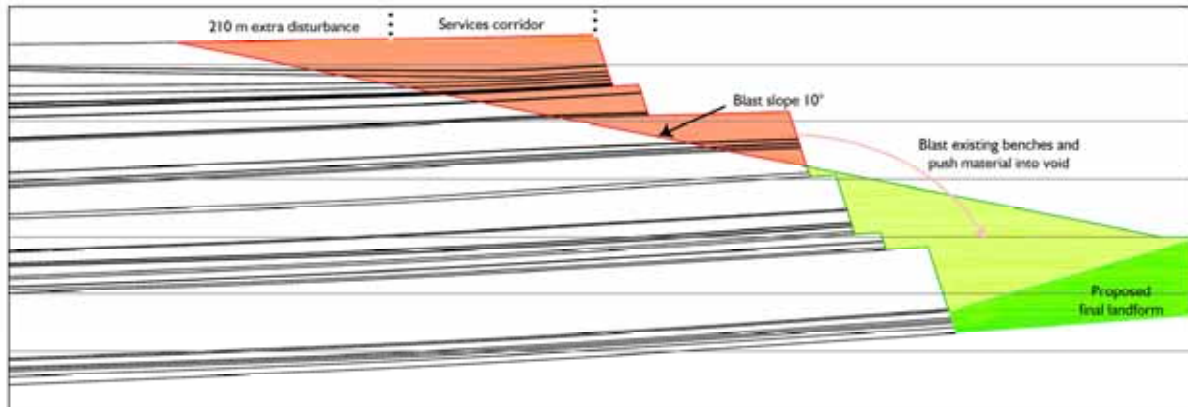 210 m extra disturbance
Services corridor
Blast slope 10°
Blast existing benches and
push material into void
Proposed
final landform